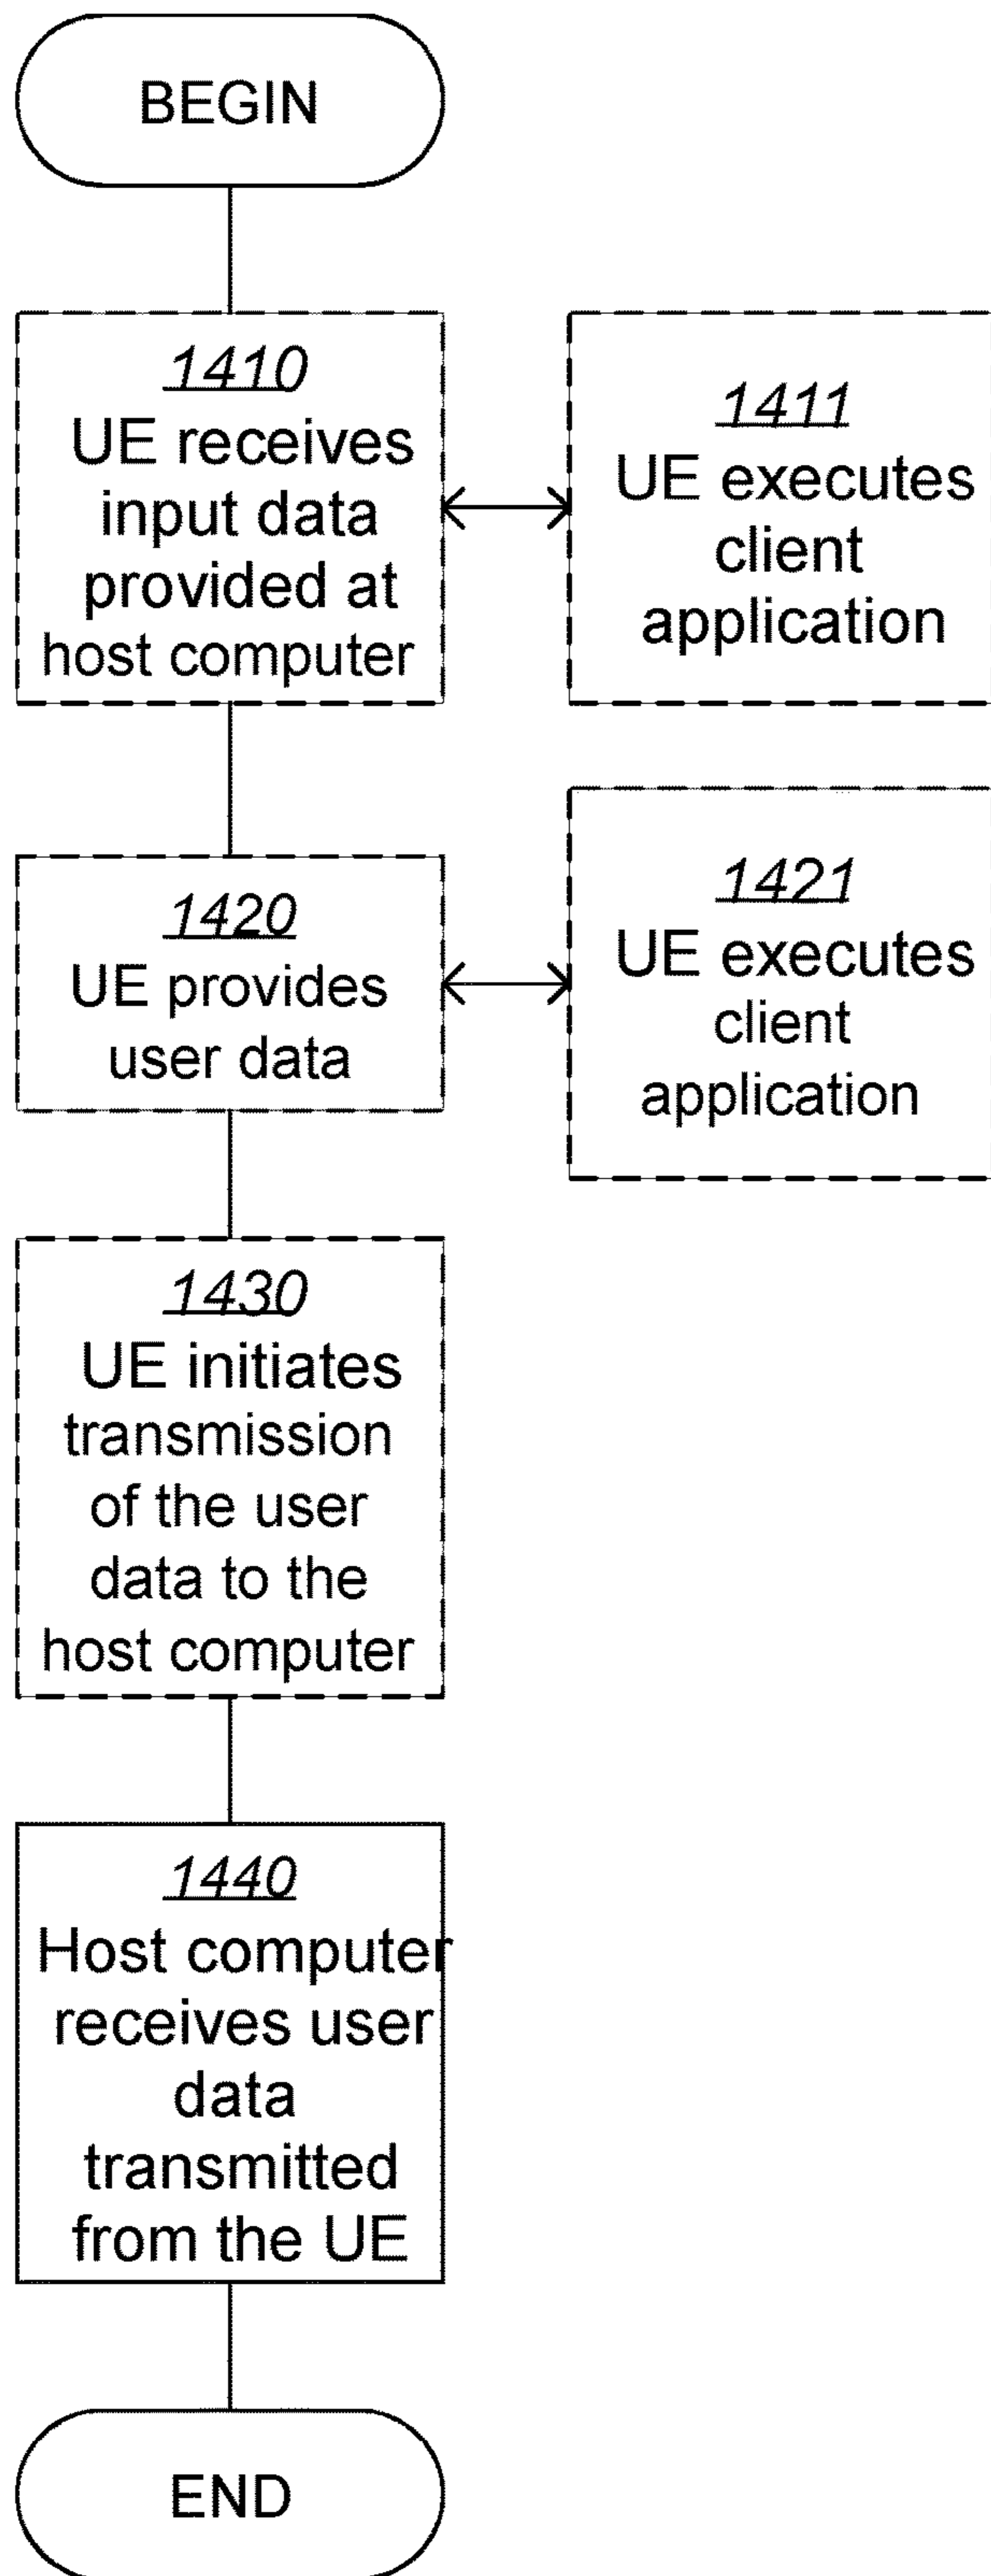 BEGIN
1410
UE receives
input data
provided at
host computer
1411
UE executes
client
application
1420
UE provides
user data
1421
UE executes
client
application
1430
UE initiates
transmission
of the user
data to the
host computer
1440
Host computer
receives user
data
transmitted
from the UE
END